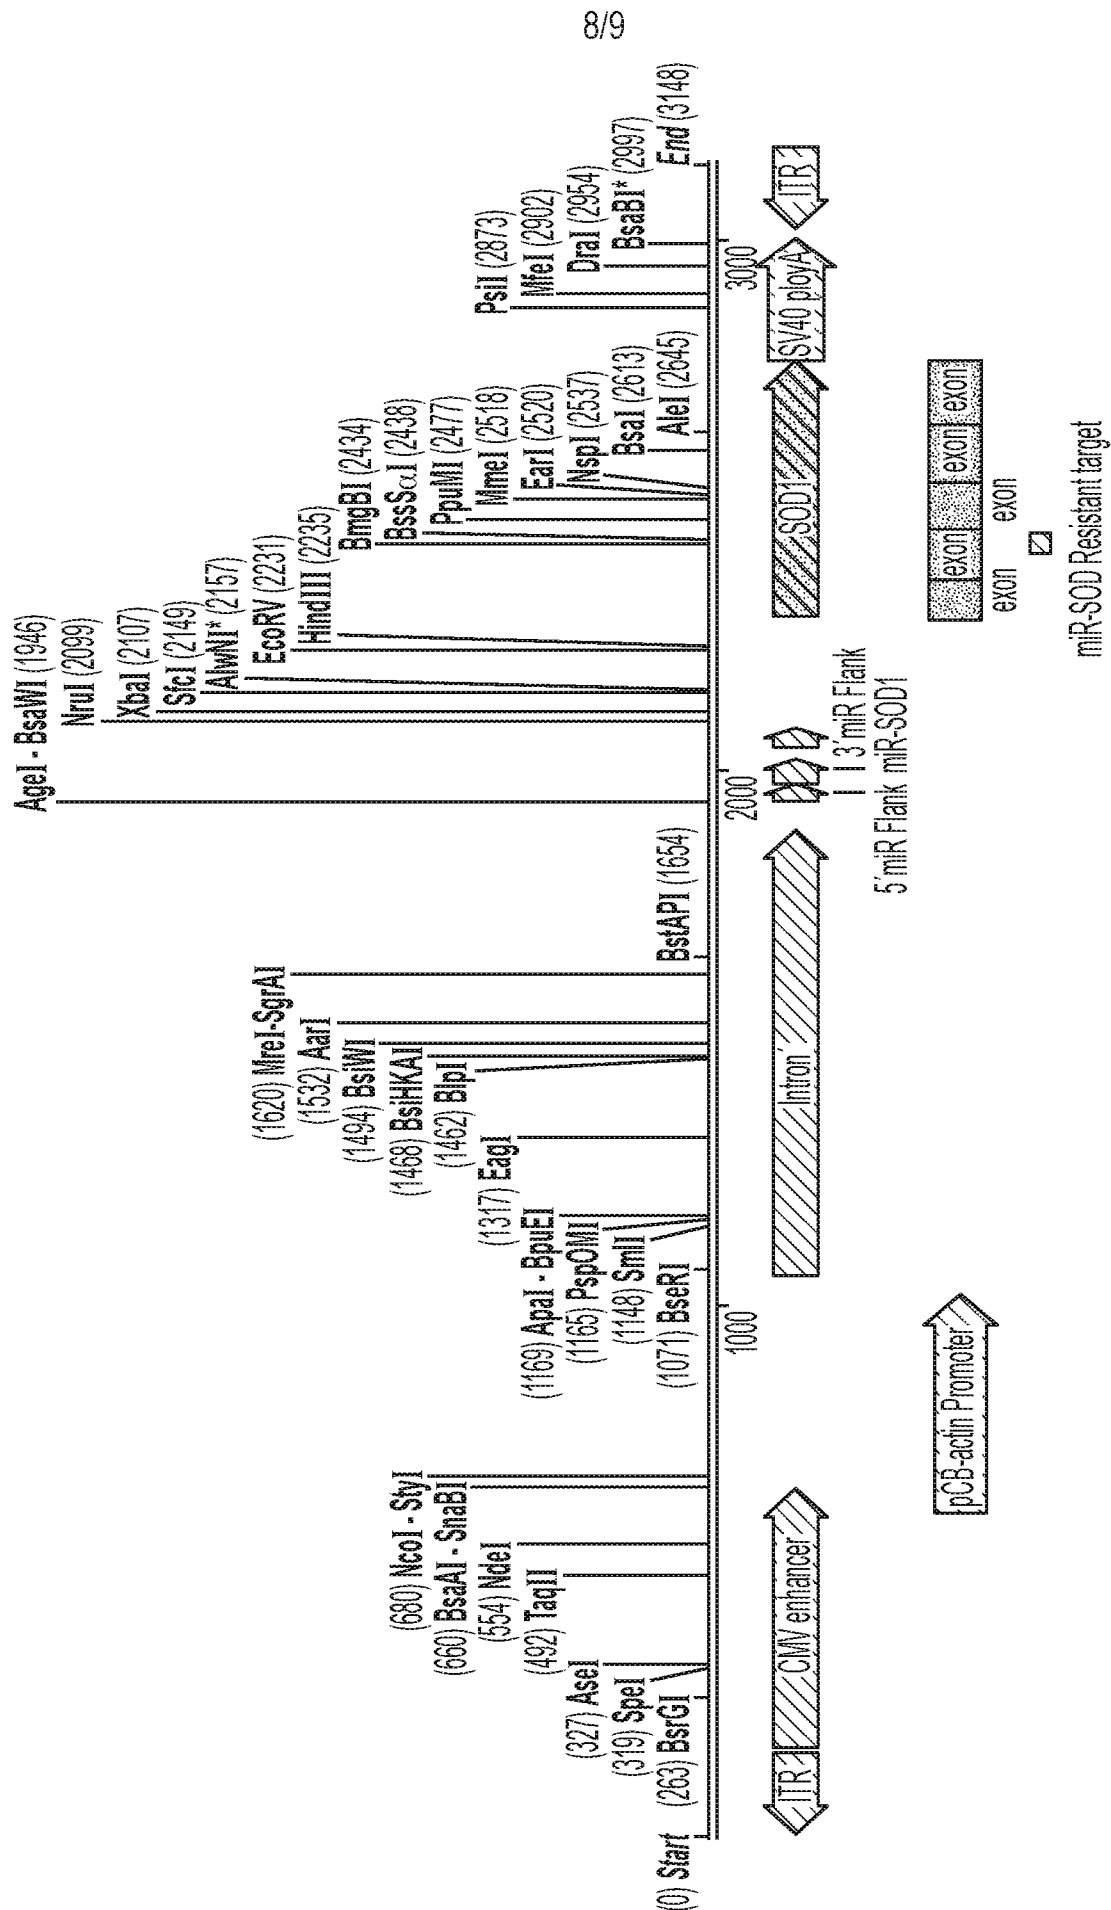 8/9
(0) Start
(263) BsrGI
(319) SpeI
(327) AseI
(492) TaqII
(554) NdeI
(660) BsaAI - SnaBI
(680) NcoI - StyI
(1071) BseRI
(1148) SmlI
(1165) PspOMI
(1169) ApaI - BpuEI
(1317) EagI
(1462) BlpI
(1468) BsiHKAI
(1494) BsiWI
(1532) AarI
(1620) MreI-SgrAI
BstAPI (1654)
AgeI - BsaWI (1946)
NruI (2099)
XbaI (2107)
SfcI (2149)
AlwNI* (2157)
EcoRV (2231)
HindIII (2235)
BmgBI (2434)
BssSαI (2438)
PpuMI (2477)
MmeI (2518)
EarI (2520)
NspI (2537)
BsaI (2613)
AleI (2645)
PsiI (2873)
MfeI (2902)
DraI (2954)
BsaBI* (2997)
End (3148)
1000
2000
3000
ITR
CMV enhancer
Intron
SOD1
SV40 ployA
ITR
5´miR Flank
miR-SOD1
3´miR Flank
pCB-actin Promoter
exon
exon
exon
exon
exon
miR-SOD Resistant target